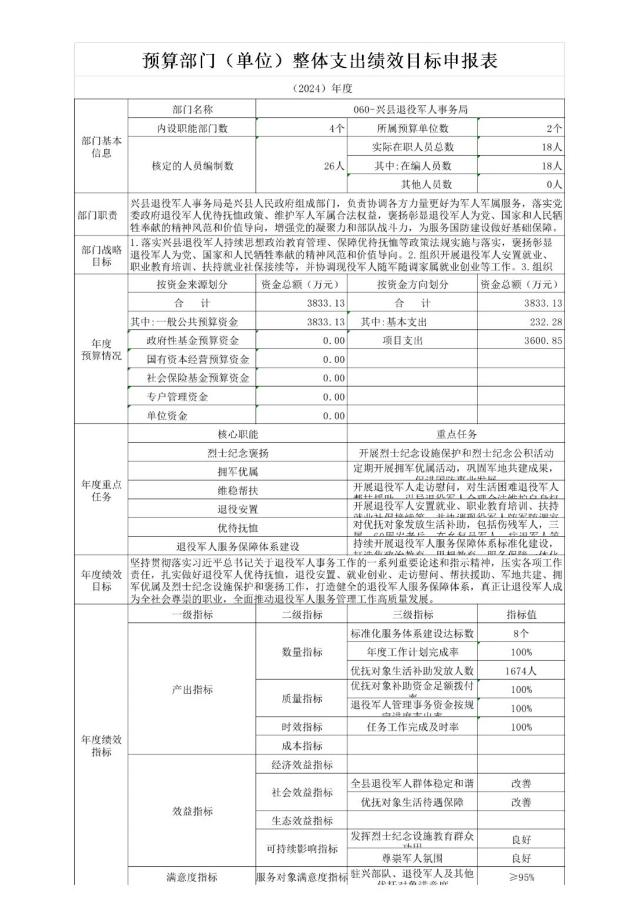 预算部门（单位）整体支出绩效目标申报表
（2024）年度
部门基本信息
部门名称 060-兴县退役军人事务局
内设职能部门数 4个 所属预算单位数 2个
核定的人员编制数 26人 实际在职人员总数 18人
其中:在编人员数 18人
其他人员数 0人
部门职责
兴县退役军人事务局是兴县人民政府组成部门，负责协调各方力量更好为军人军属服务，落实党
委政府退役军人优待抚恤政策、维护军人军属合法权益，褒扬彰显退役军人为党、国家和人民牺
牲奉献的精神风范和价值导向，增强党的凝聚力和部队战斗力，为服务国防建设做好基础保障。
部门战略目标
1.落实兴县退役军人持续思想政治教育管理、保障优待抚恤等政策法规实施与落实，褒扬彰显
退役军人为党、国家和人民牺牲奉献的精神风范和价值导向。2.组织开展退役军人安置就业、
职业教育培训、扶持就业社保接续等，并协调现役军人随军随调家属就业创业等工作。3.组织
年度预算情况
按资金来源划分 资金总额（万元） 按资金方向划分 资金总额（万元）
合 计 3833.13 合 计 3833.13
其中:一般公共预算资金 3833.13 其中:基本支出 232.28
政府性基金预算资金 0.00 项目支出 3600.85
国有资本经营预算资金 0.00
社会保险基金预算资金 0.00
专户管理资金 0.00
单位资金 0.00
年度重点任务
核心职能 重点任务
烈士纪念褒扬 开展烈士纪念设施保护和烈士纪念公积活动
拥军优属 定期开展拥军优属活动，巩固军地共建成果，
维稳帮扶 开展退役军人走访慰问，对生活困难退役军人
退役安置 开展退役军人安置就业、职业教育培训、扶持
优待抚恤 对优抚对象发放生活补助，包括伤残军人，三
退役军人服务保障体系建设 持续开展退役军人服务保障体系标准化建设，
年度绩效目标
坚持贯彻落实习近平总书记关于退役军人事务工作的一系列重要论述和指示精神，压实各项工作
责任，扎实做好退役军人优待抚恤，退役安置、就业创业、走访慰问、帮扶援助、军地共建、拥
军优属及烈士纪念设施保护和褒扬工作，打造健全的退役军人服务保障体系，真正让退役军人成
为全社会尊崇的职业，全面推动退役军人服务管理工作高质量发展。
年度绩效指标
一级指标 二级指标 三级指标 指标值
产出指标 数量指标 标准化服务体系建设达标数 8个
年度工作计划完成率 100%
优抚对象生活补助发放人数 1674人
质量指标 优抚对象补助资金足额拨付率 100%
退役军人管理事务资金按规定进度支出率 100%
时效指标 任务工作完成及时率 100%
成本指标
效益指标 经济效益指标
社会效益指标 全县退役军人群体稳定和谐 改善
优抚对象生活待遇保障 改善
生态效益指标
可持续影响指标 发挥烈士纪念设施教育群众功用 良好
尊崇军人氛围 良好
满意度指标 服务对象满意度指标 驻兴部队、退役军人及其他优抚对象满意度 ≥95%